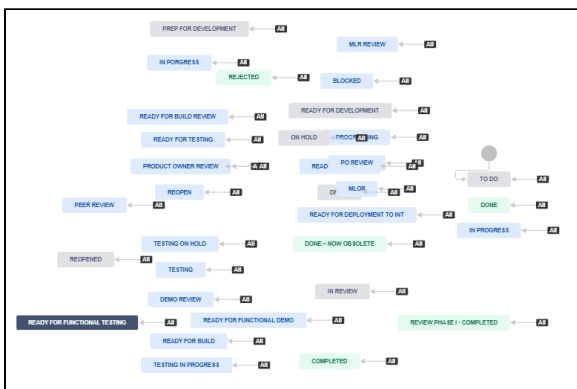 PREP FOR DEVELOPMENT All
MLR REVIEW All
IN PORGRESS All
REJECTED All
BLOCKED All
READY FOR DEVELOPMENT All
READY FOR BUILD REVIEW All
READY FOR TESTING All
ON HOLD All
All
PRODUCT OWNER REVIEW All
PO REVIEW All
All
TO DO All
REOPEN All
MLOR All
PEER REVIEW All
DONE All
READY FOR DEPLOYMENT TO INT All
IN PROGRESS All
TESTING ON HOLD All
DONE – NOW OBSOLETE All
REOPENED All
TESTING All
IN REVIEW All
DEMO REVIEW All
READY FOR FUNCTIONAL TESTING All
READY FOR FUNCTIONAL DEMO All
REVIEW PHASE I - COMPLETED All
READY FOR BUILD All
TESTING IN PROGRESS All
COMPLETED All